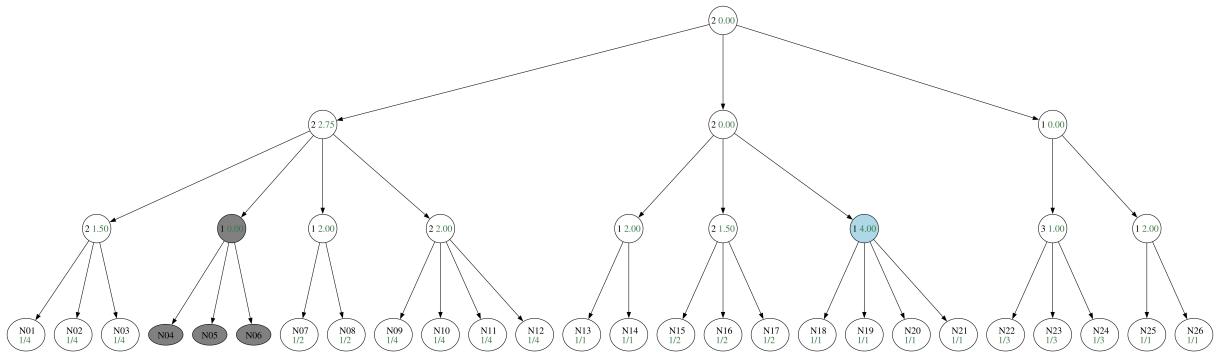 2 0.00
2 2.75
2 0.00
1 0.00
2 1.50
1 0.00
1 2.00
2 2.00
1 2.00
2 1.50
1 4.00
3 1.00
1 2.00
N01
1/4
N02
1/4
N03
1/4
N04
N05
N06
N07
1/2
N08
1/2
N09
1/4
N10
1/4
N11
1/4
N12
1/4
N13
1/1
N14
1/1
N15
1/2
N16
1/2
N17
1/2
N18
1/1
N19
1/1
N20
1/1
N21
1/1
N22
1/3
N23
1/3
N24
1/3
N25
1/1
N26
1/1